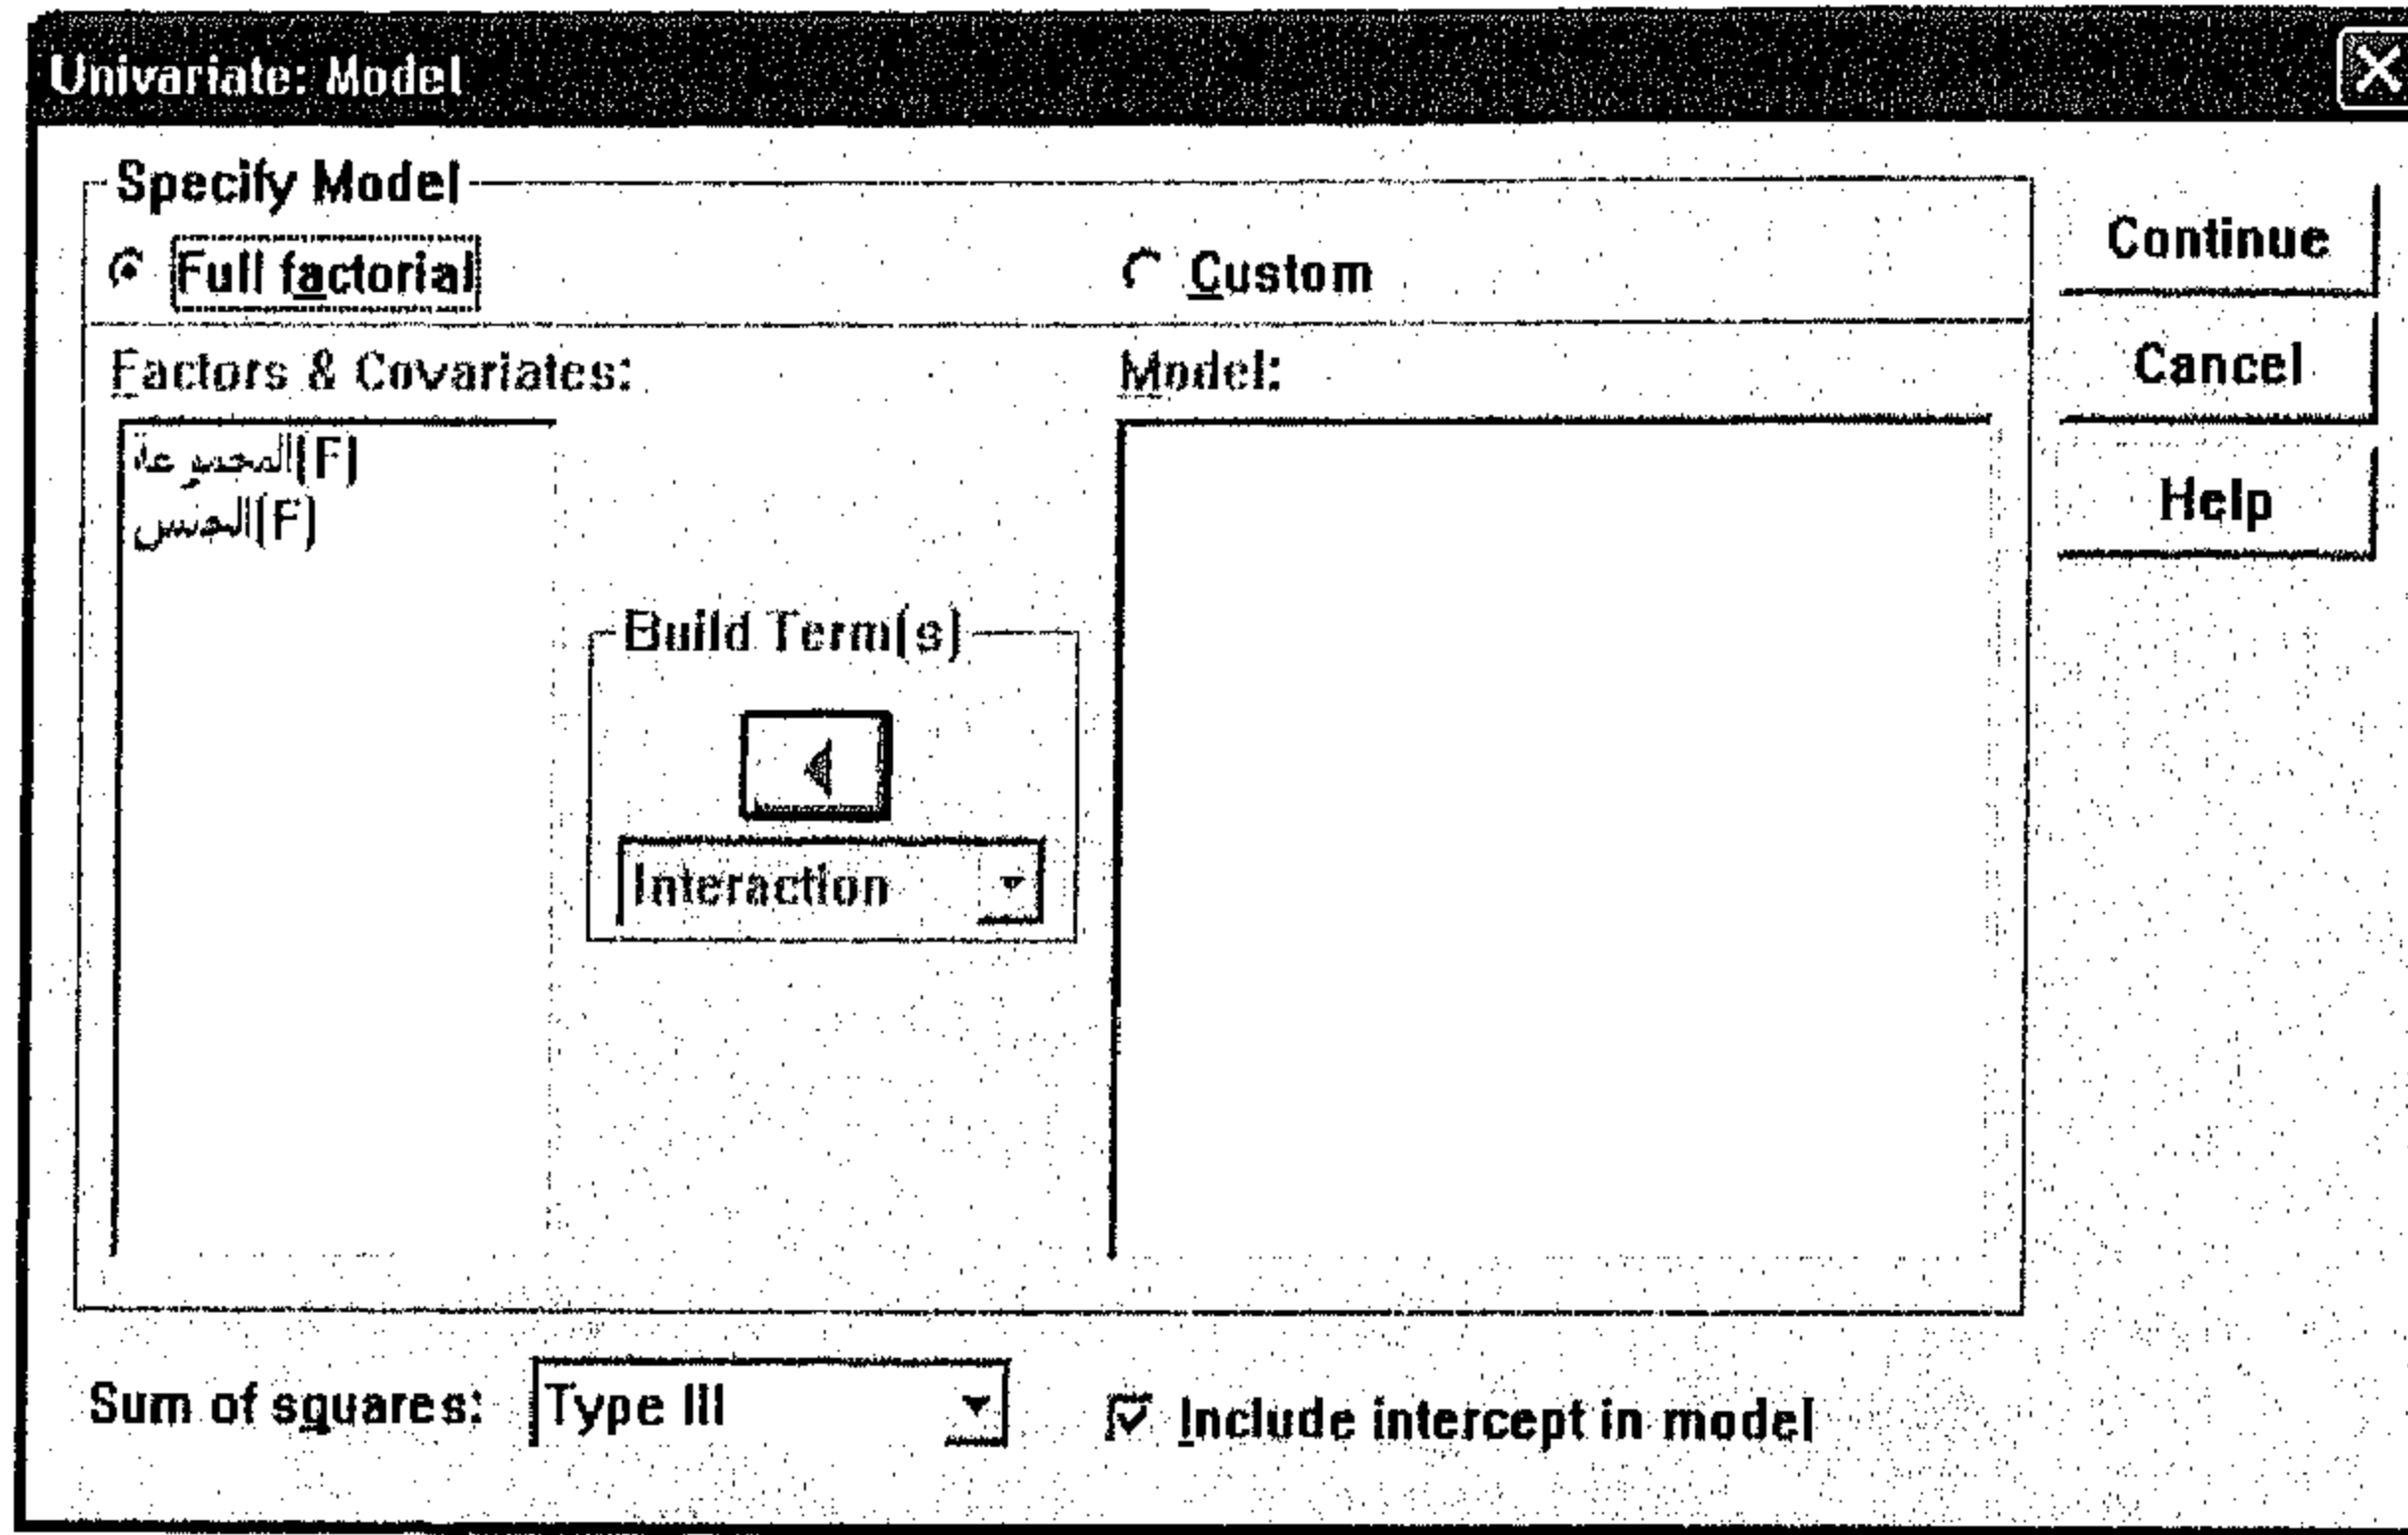 Univariate: Model
Specify Model
Full factorial
Custom
Continue
Cancel
Help
Factors & Covariates:
Model:
المجموعة(F)
الجنس(F)
Build Term(s)
Interaction
Sum of squares:
Type III
Include intercept in model